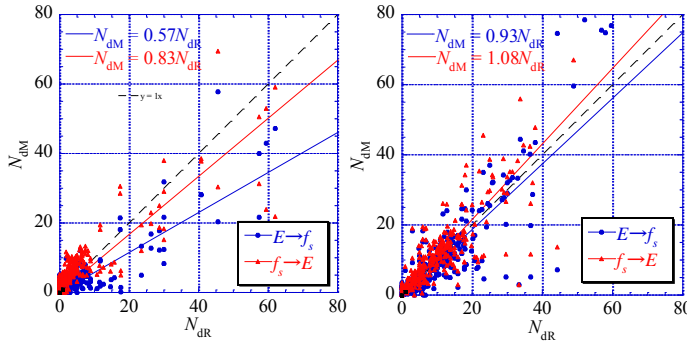 80
60
40
20
0
N_dM
N_dM = 0.57N_dR
N_dM = 0.83N_dR
y = 1x
E→f_s
f_s→E
0 20 40 60 80
N_dR
80
60
40
20
0
N_dM
N_dM = 0.93N_dR
N_dM = 1.08N_dR
E→f_s
f_s→E
0 20 40 60 80
N_dR